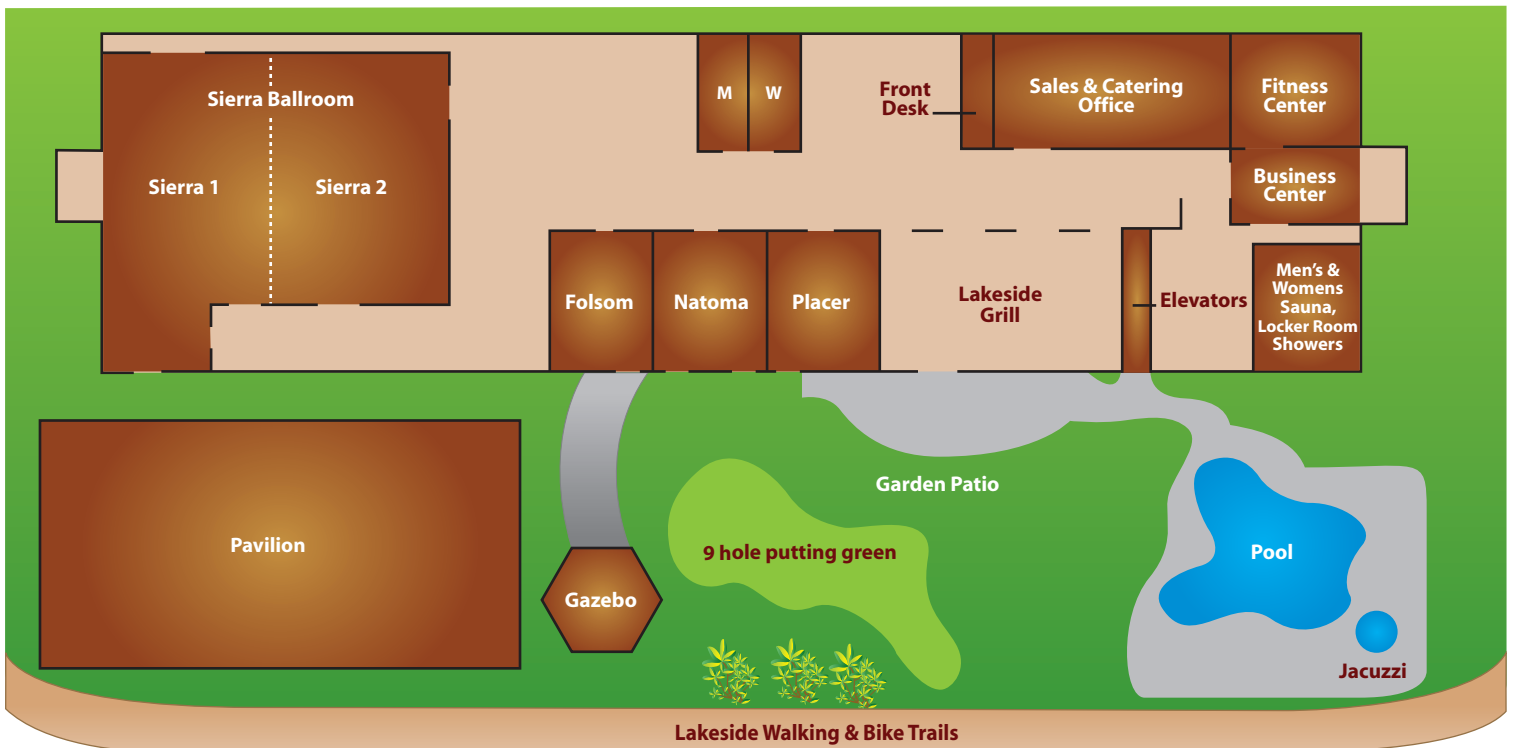 Sierra Ballroom
Sierra 1
Sierra 2
M
W
Front
Desk
Sales & Catering
Office
Fitness
Center
Business
Center
Folsom
Natoma
Placer
Lakeside
Grill
Elevators
Men's &
Womens
Sauna,
Locker Room
Showers
Garden Patio
Pavilion
9 hole putting green
Pool
Gazebo
Jacuzzi
Lakeside Walking & Bike Trails